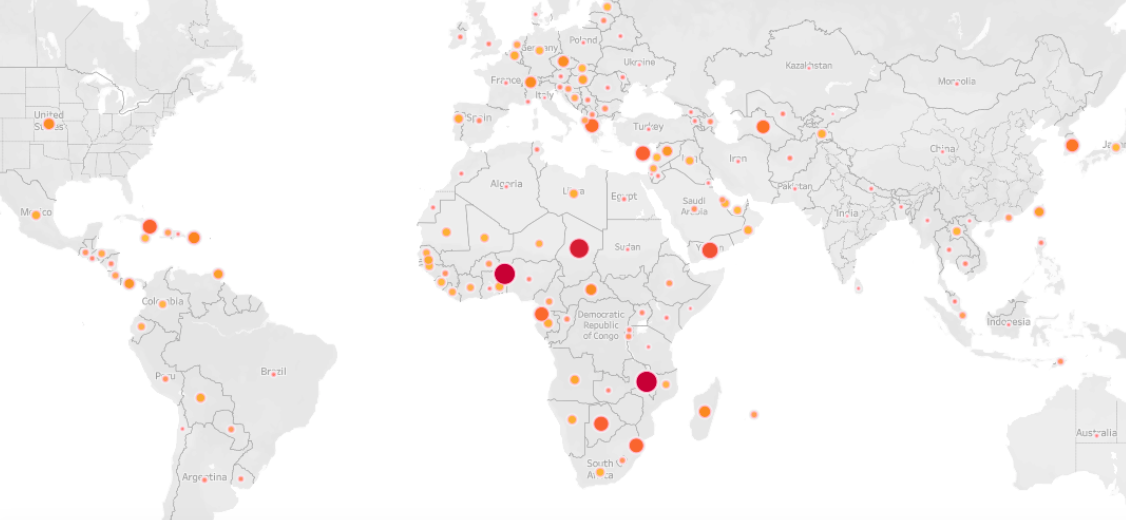 Poland
Germany
Ukraine
Kazakhstan
Mongolia
France
Italy
United
States
Spain
Turkey
China
Iran
Algeria
Libya
Egypt
Pakistan
Saudi
Arabia
Mexico
India
Sudan
Yemen
Colombia
Democratic
Republic
of Congo
Indonesia
Peru
Brazil
Australia
South
Africa
Argentina